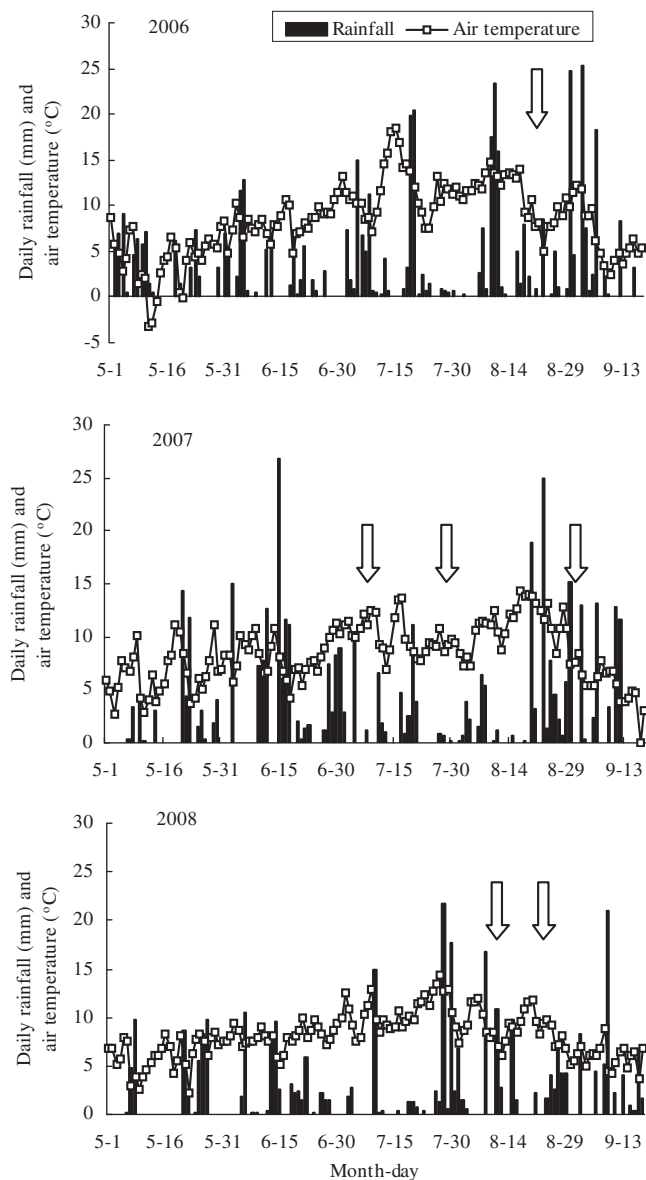 2006
Rainfall
Air temperature
Daily rainfall (mm) and
air temperature (°C)
30
25
20
15
10
5
0
-5
5-1 5-16 5-31 6-15 6-30 7-15 7-30 8-14 8-29 9-13
2007
Daily rainfall (mm) and
air temperature (°C)
30
25
20
15
10
5
0
5-1 5-16 5-31 6-15 6-30 7-15 7-30 8-14 8-29 9-13
2008
Daily rainfall (mm) and
air temperature (°C)
30
25
20
15
10
5
0
5-1 5-16 5-31 6-15 6-30 7-15 7-30 8-14 8-29 9-13
Month-day